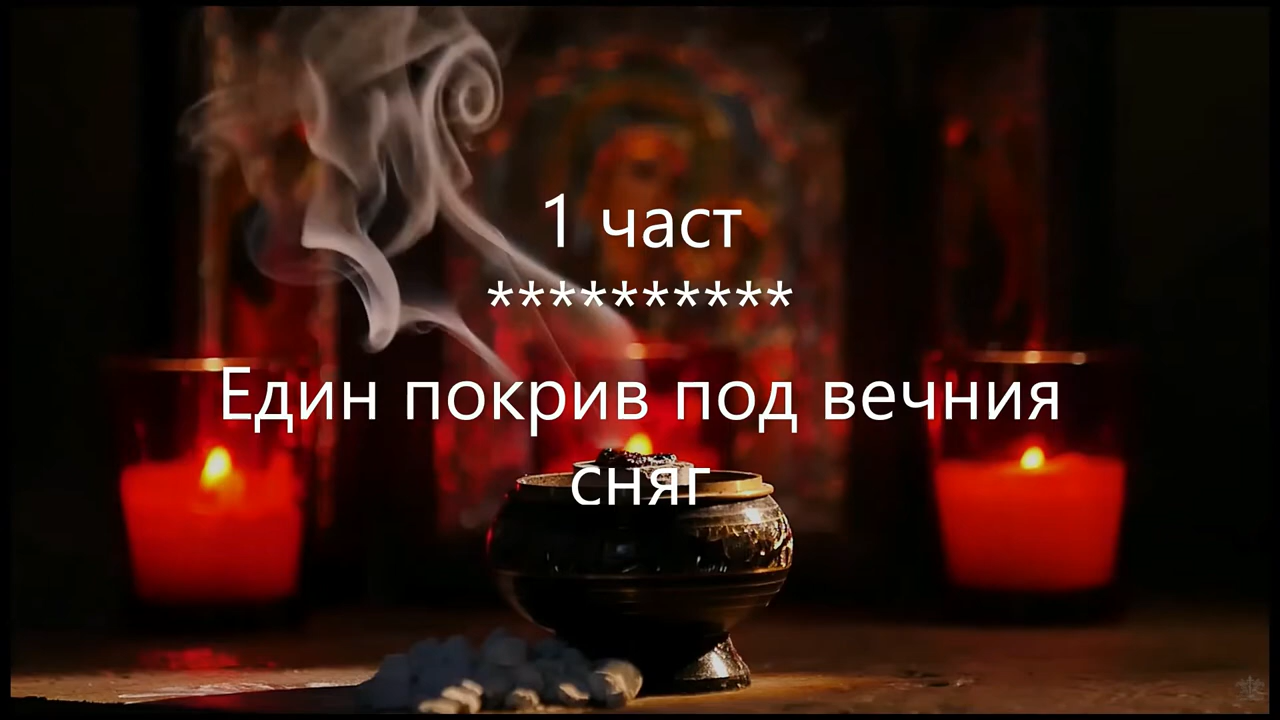 1 част
**********
Един покрив под вечния
сняг